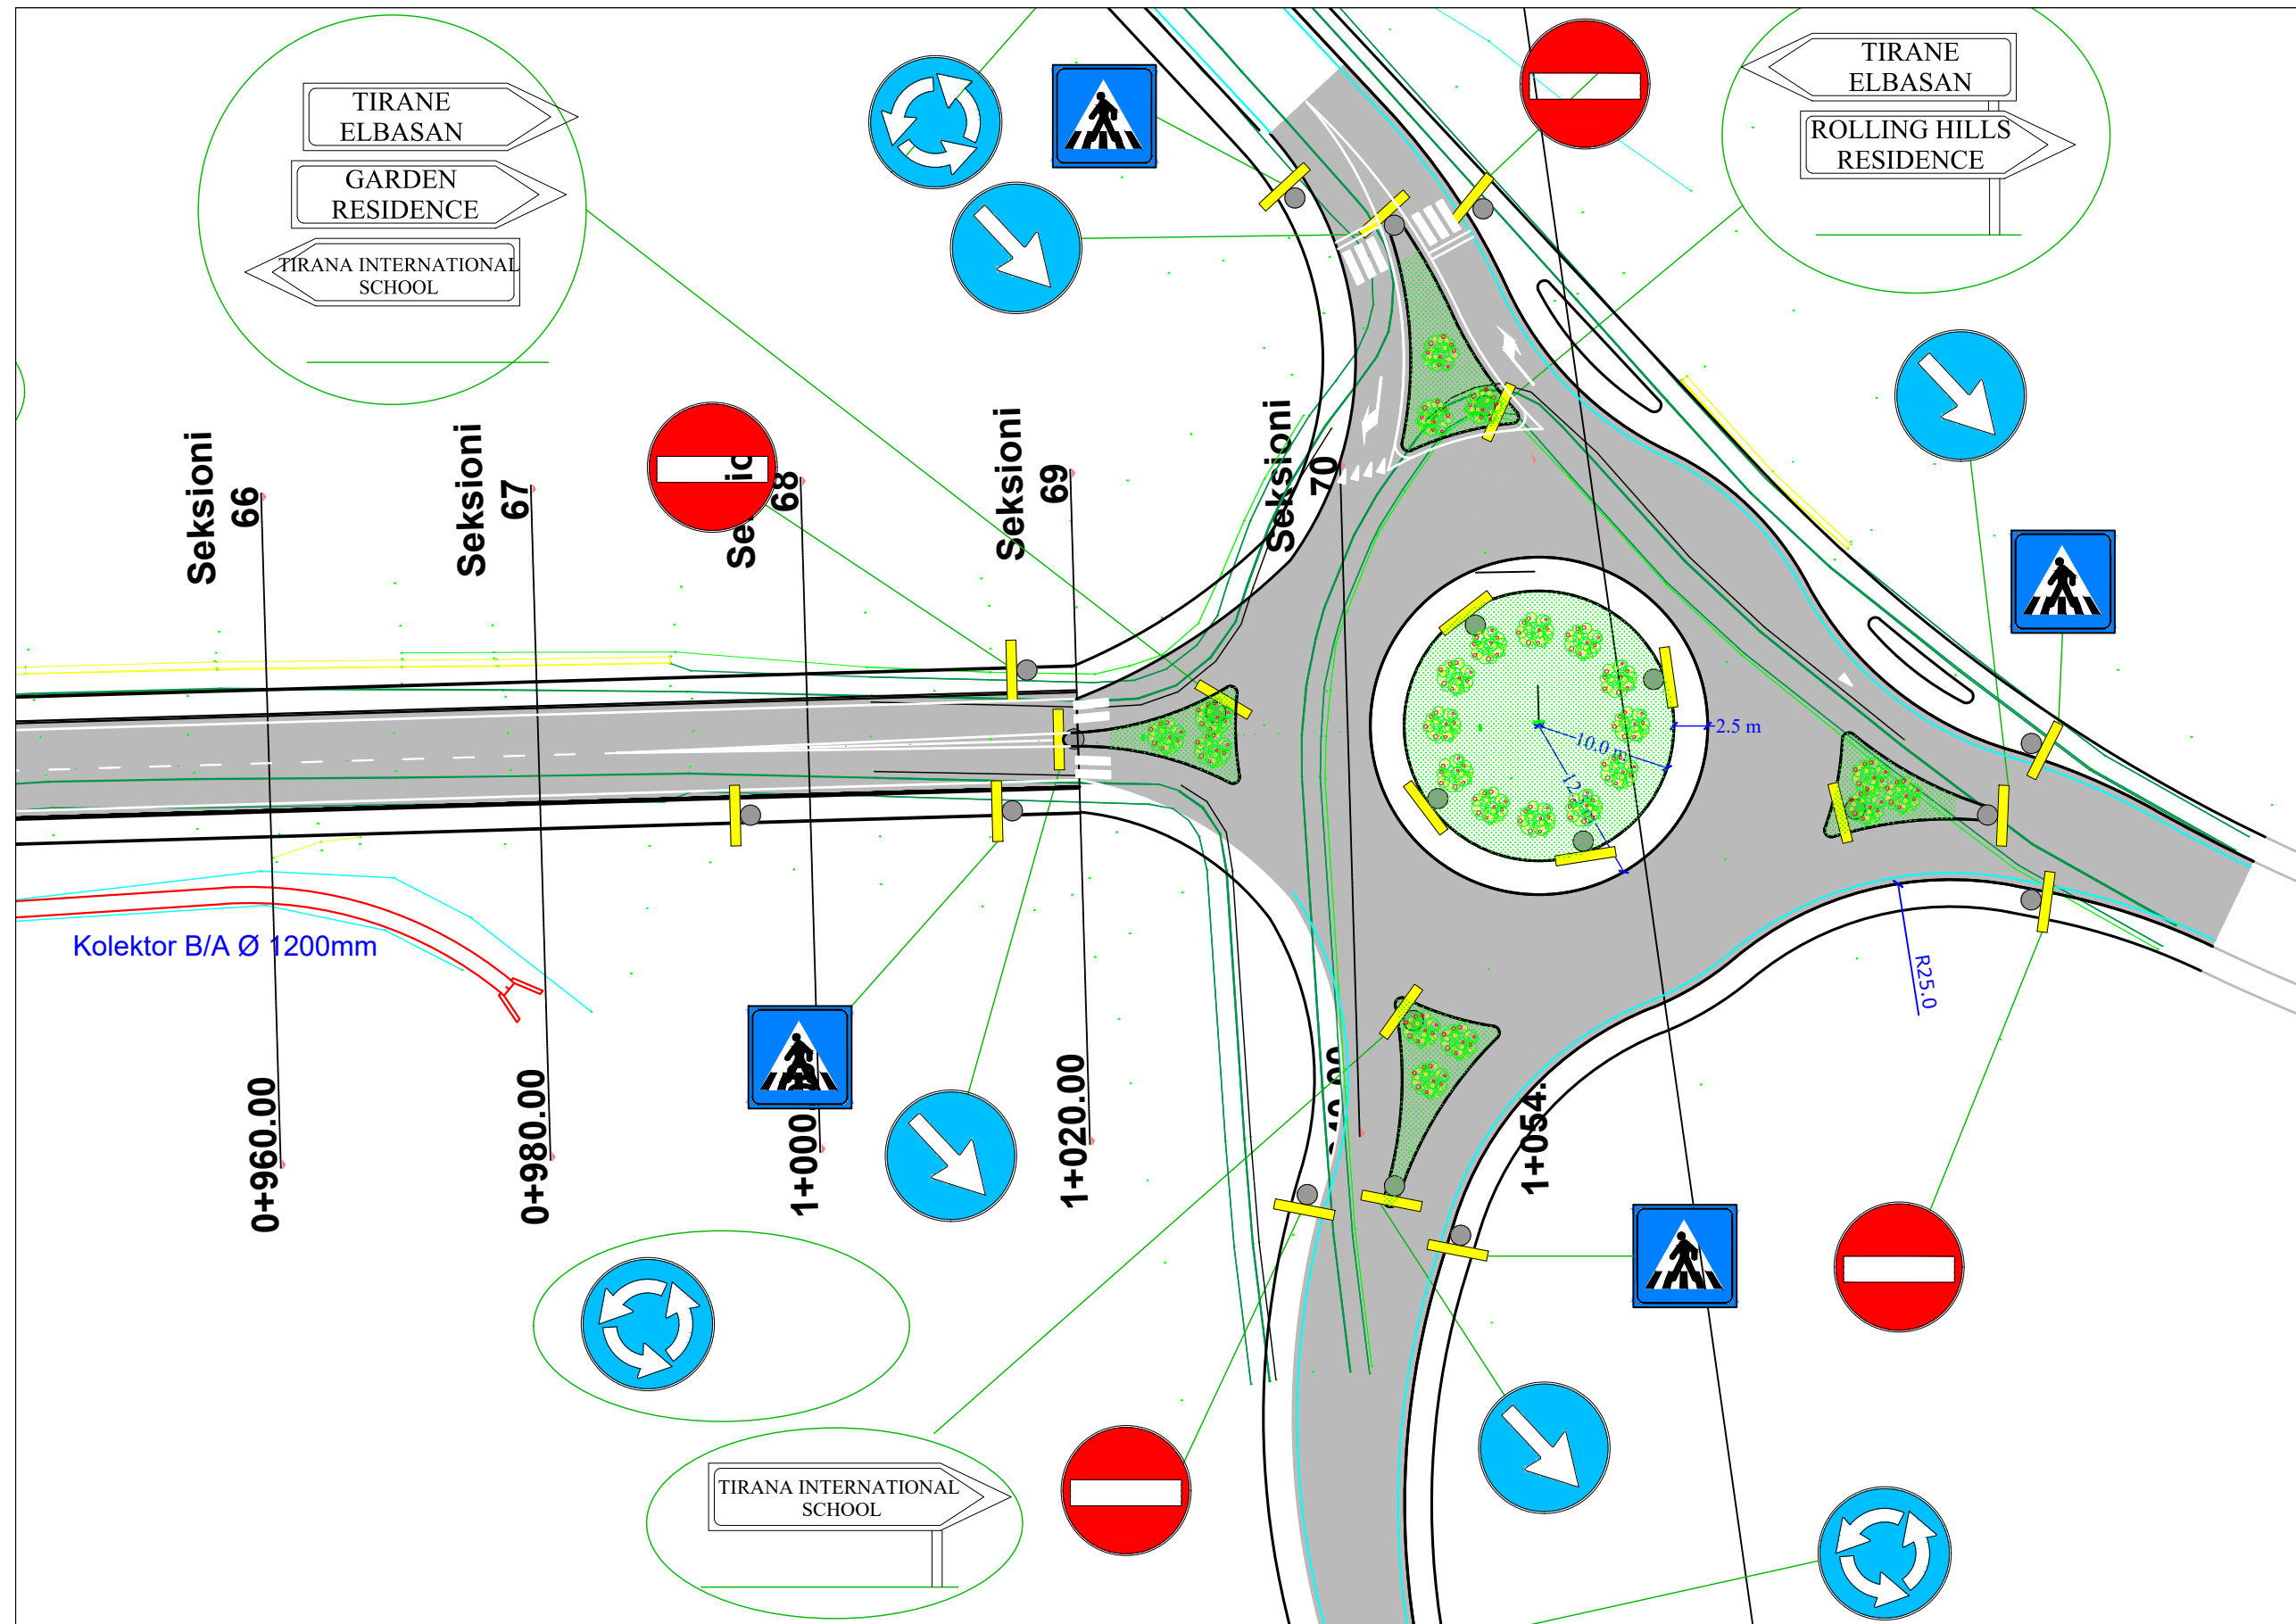 TIRANE
ELBASAN
GARDEN
RESIDENCE
TIRANA INTERNATIONAL
SCHOOL
TIRANE
ELBASAN
ROLLING HILLS
RESIDENCE
Seksioni
66
Seksioni
67
68
Seksioni
69
Seksioni
70
2.5 m
10.0 m
R25.0
Kolektor B/A Ø 1200mm
0+960.00
0+980.00
1+000
1+020.00
1+054.
TIRANA INTERNATIONAL
SCHOOL